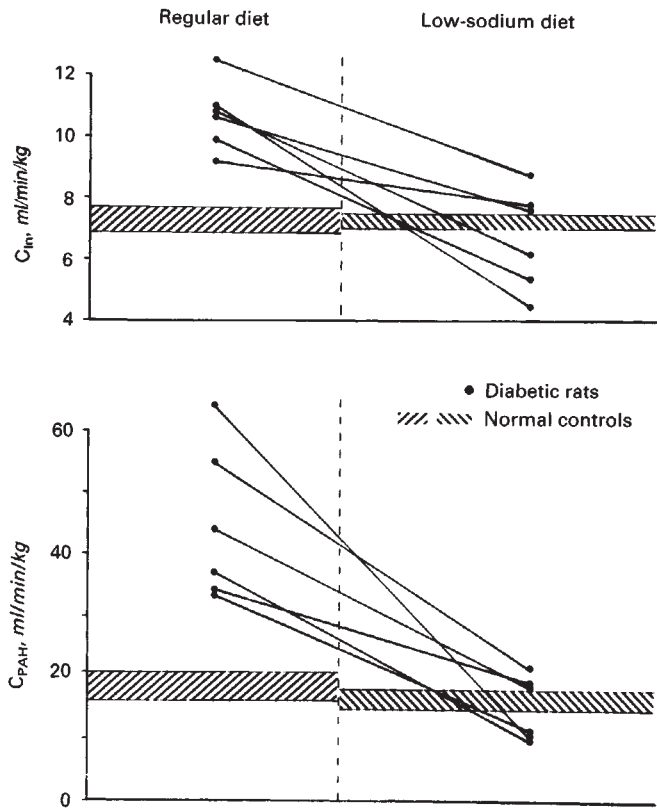 Regular diet
Low-sodium diet
12
10
8
6
4
C_In, ml/min/kg
Diabetic rats
Normal controls
60
40
20
0
C_PAH, ml/min/kg